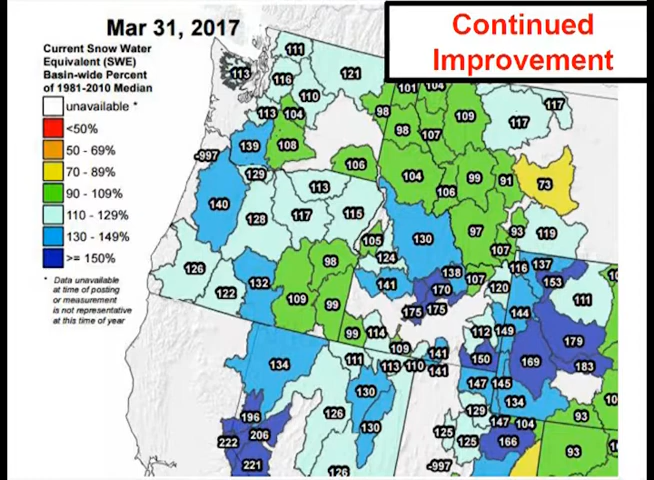 Mar 31, 2017
Continued
Improvement
Current Snow Water
Equivalent (SWE)
Basin-wide Percent
of 1981-2010 Median
unavailable *
<50%
50 - 69%
70 - 89%
90 - 109%
110 - 129%
130 - 149%
>= 150%
* Data unavailable
at time of posting
or measurement
is not representative
at this time of year
111
113 116 121
110 101 104
113 104 98 109 117 117
98 107
139 108
-997 106
129 104 99 91 73
113 106
140 128 117 115
130 97 93 119
105 107
126 98 124 116 137
132 141 138 107 153
122 109 99 170 120 111
175 175 144
99 114 112 149 179
109 141
134 111 113 110 141 150 169 183
130 147 145
196 126 129 134 93
206 130 147 104
222 125 125 166 93
221 126 -997